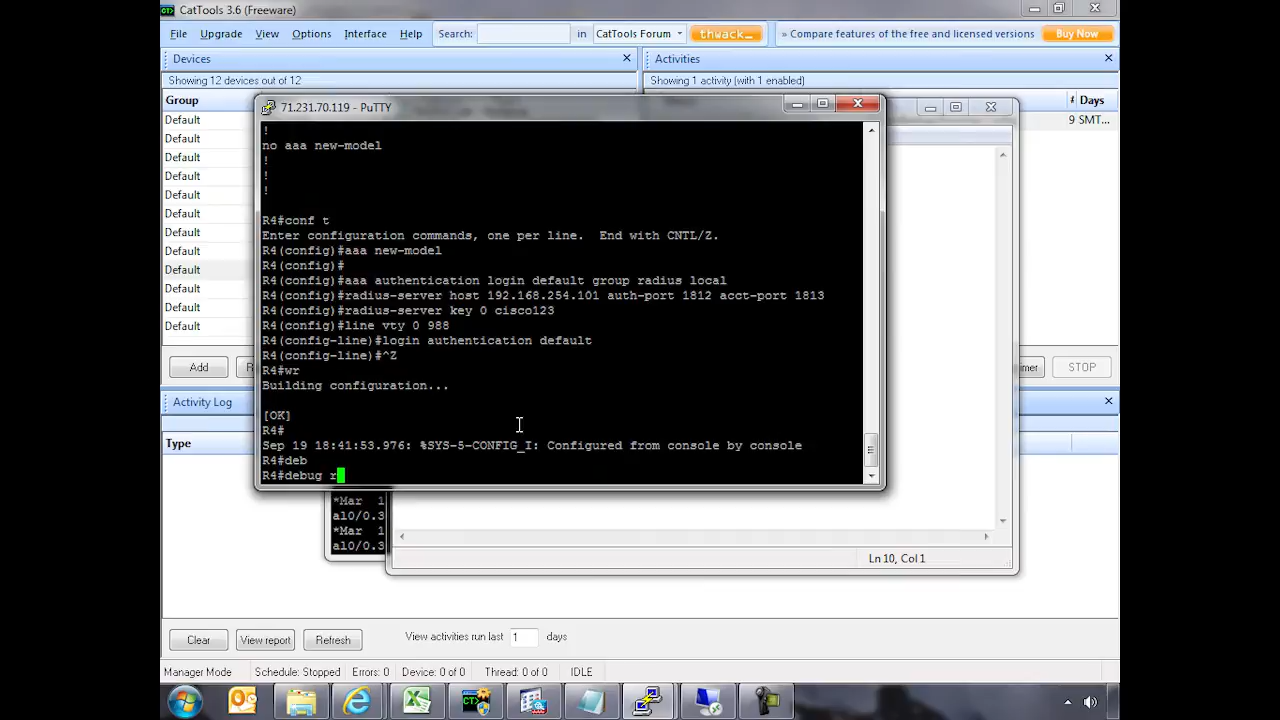 CatTools 3.6 (Freeware)
File Upgrade View Options Interface Help Search: in CatTools Forum thwack_ » Compare features of the free and licensed versions Buy Now
Devices
Activities
Showing 12 devices out of 12
Showing 1 activity (with 1 enabled)
Group
Days
Default
9 SMT...
Default
Default
Default
Default
Default
Default
Default
Default
Default
Default
Default
71.231.70.119 - PuTTY
!
no aaa new-model
!
!
!
R4#conf t
Enter configuration commands, one per line. End with CNTL/Z.
R4(config)#aaa new-model
R4(config)#
R4(config)#aaa authentication login default group radius local
R4(config)#radius-server host 192.168.254.101 auth-port 1812 acct-port 1813
R4(config)#radius-server key 0 cisco123
R4(config)#line vty 0 988
R4(config-line)#login authentication default
R4(config-line)#^Z
R4#wr
Building configuration...
[OK]
R4#
Sep 19 18:41:53.976: %SYS-5-CONFIG_I: Configured from console by console
R4#deb
R4#debug r
*Mar 1
al0/0.3
*Mar 1
al0/0.3
Ln 10, Col 1
Add
mer
STOP
Activity Log
Type
Clear View report Refresh View activities run last 1 days
Manager Mode Schedule: Stopped Errors: 0 Device: 0 of 0 Thread: 0 of 0 IDLE